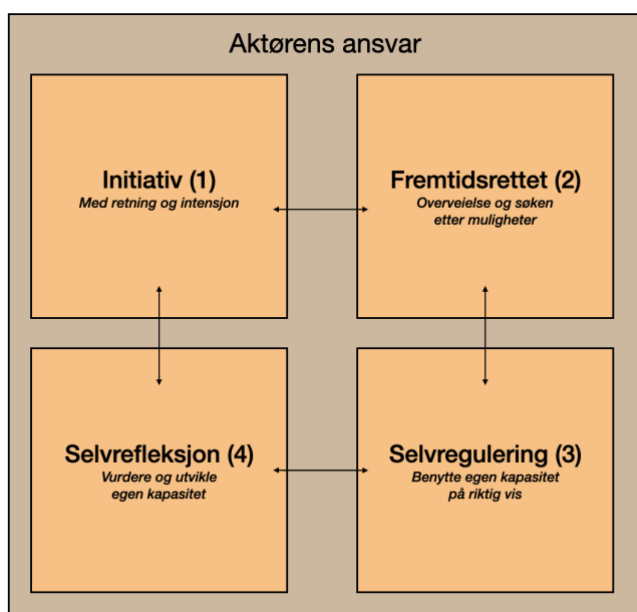 Aktørens ansvar
Initiativ (1)
Med retning og intensjon
Fremtidsrettet (2)
Overveielse og søken
etter muligheter
Selvrefleksjon (4)
Vurdere og utvikle
egen kapasitet
Selvregulering (3)
Benytte egen kapasitet
på riktig vis